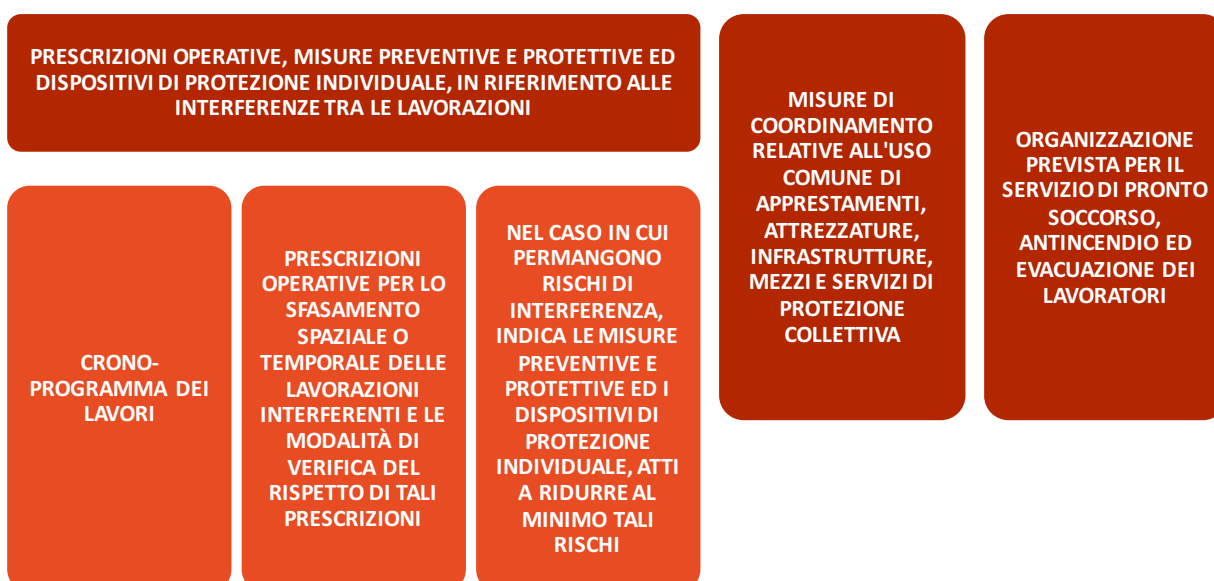 PRESCRIZIONI OPERATIVE, MISURE PREVENTIVE E PROTETTIVE ED
DISPOSITIVI DI PROTEZIONE INDIVIDUALE, IN RIFERIMENTO ALLE
INTERFERENZE TRA LE LAVORAZIONI
CRONO-
PROGRAMMA DEI
LAVORI
PRESCRIZIONI
OPERATIVE PER LO
SFASAMENTO
SPAZIALE O
TEMPORALE DELLE
LAVORAZIONI
INTERFERENTI E LE
MODALITÀ DI
VERIFICA DEL
RISPETTO DI TALI
PRESCRIZIONI
NEL CASO IN CUI
PERMANGONO
RISCHI DI
INTERFERENZA,
INDICA LE MISURE
PREVENTIVE E
PROTETTIVE ED I
DISPOSITIVI DI
PROTEZIONE
INDIVIDUALE, ATTI
A RIDURRE AL
MINIMO TALI
RISCHI
MISURE DI
COORDINAMENTO
RELATIVE ALL'USO
COMUNE DI
APPRESTAMENTI,
ATTREZZATURE,
INFRASTRUTTURE,
MEZZI E SERVIZI DI
PROTEZIONE
COLLETTIVA
ORGANIZZAZIONE
PREVISTA PER IL
SERVIZIO DI PRONTO
SOCCORSO,
ANTINCENDIO ED
EVACUAZIONE DEI
LAVORATORI